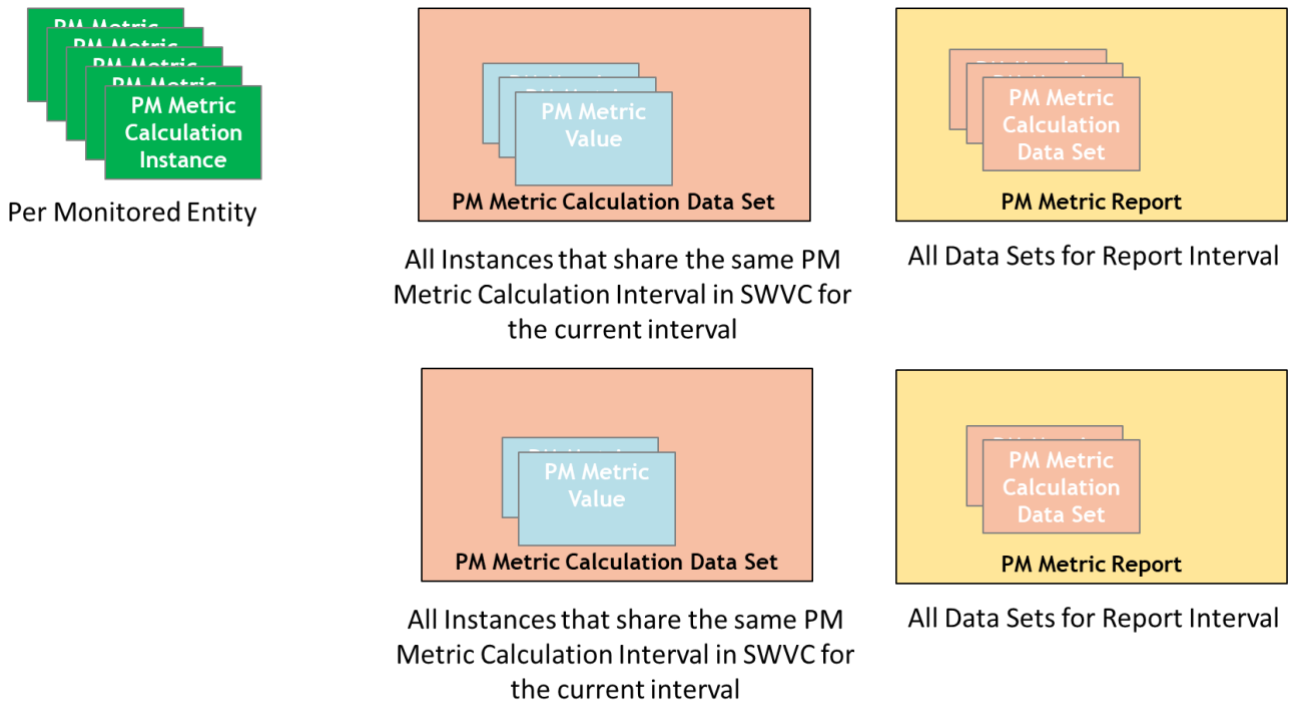 PM Metric
PM Metric
PM Metric
PM Metric
PM Metric
Calculation
Instance
Per Monitored Entity
PM Metric
Value
PM Metric Calculation Data Set
All Instances that share the same PM
Metric Calculation Interval in SWVC for
the current interval
PM Metric
Calculation
Data Set
PM Metric Report
All Data Sets for Report Interval
PM Metric
Value
PM Metric Calculation Data Set
All Instances that share the same PM
Metric Calculation Interval in SWVC for
the current interval
PM Metric
Calculation
Data Set
PM Metric Report
All Data Sets for Report Interval